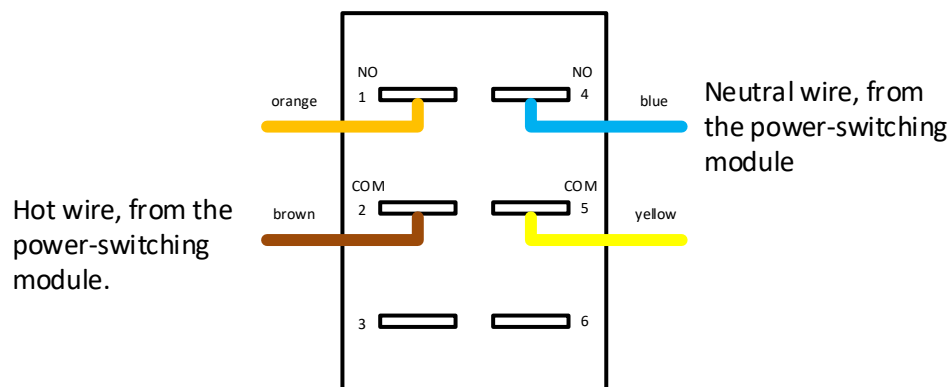 NO
NO
1
4
orange
blue
Neutral wire, from
the power-switching
module
COM
COM
2
5
Hot wire, from the
power-switching
module.
brown
yellow
3
6